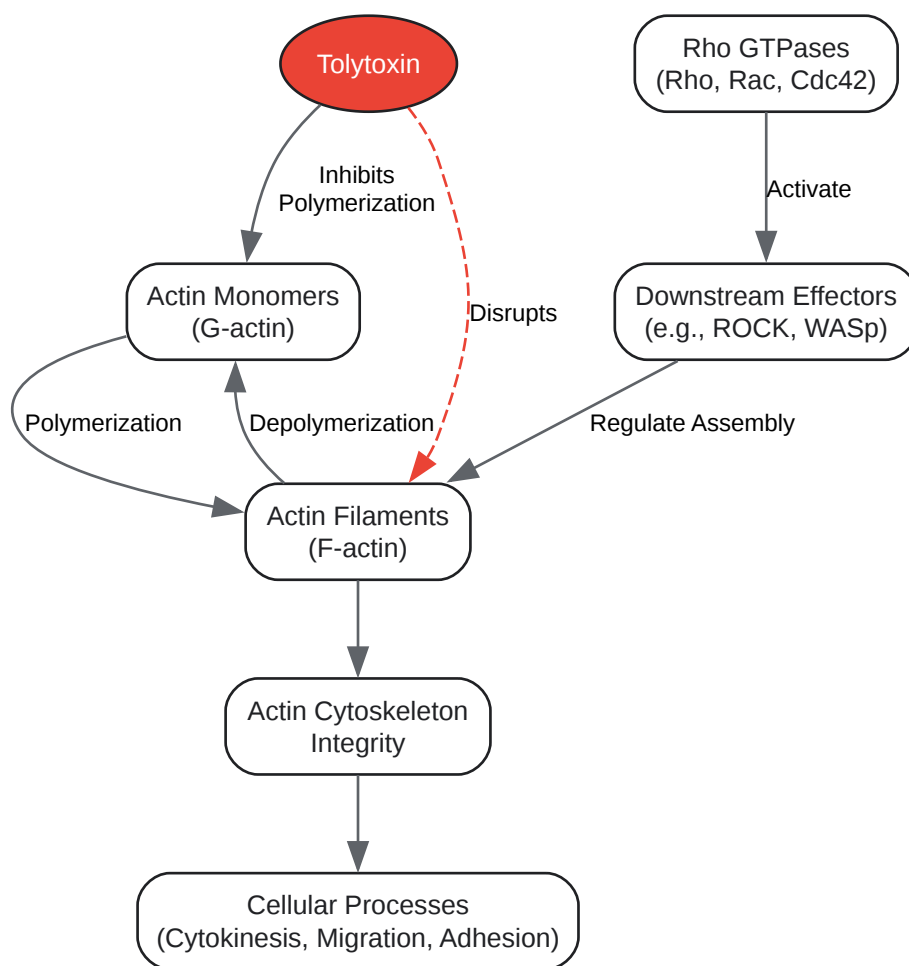 Tolytoxin
Rho GTPases
(Rho, Rac, Cdc42)
Inhibits
Polymerization
Activate
Actin Monomers
(G-actin)
Disrupts
Downstream Effectors
(e.g., ROCK, WASp)
Polymerization
Depolymerization
Regulate Assembly
Actin Filaments
(F-actin)
Actin Cytoskeleton
Integrity
Cellular Processes
(Cytokinesis, Migration, Adhesion)